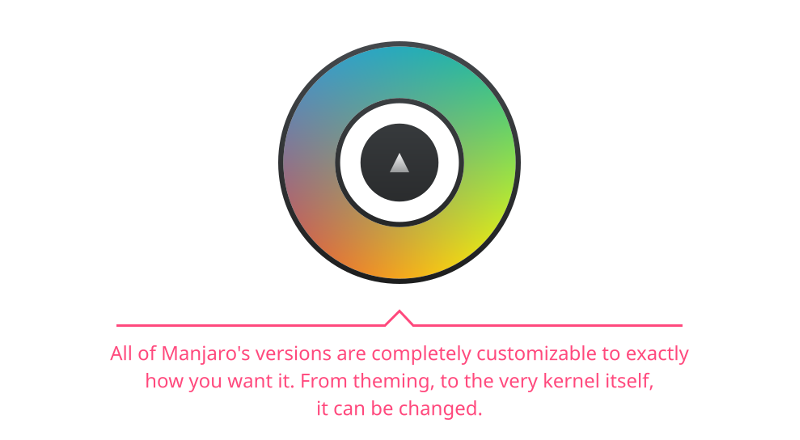 All of Manjaro's versions are completely customizable to exactly
how you want it. From theming, to the very kernel itself,
it can be changed.